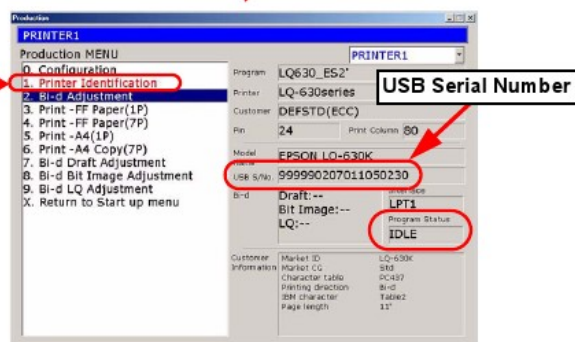 Production
PRINTER1
Production MENU
PRINTER1
0. Configuration
1. Printer Identification
2. Bi-d Adjustment
3. Print -FF Paper(1P)
4. Print -FF Paper(7P)
5. Print -A4(1P)
6. Print -A4 Copy(7P)
7. Bi-d Draft Adjustment
8. Bi-d Bit Image Adjustment
9. Bi-d LQ Adjustment
X. Return to Start up menu
Program LQ630_ES2'
Printer LQ-630series
Customer DEFSTD(ECC)
Pin 24 Print Column 80
Model EPSON LQ-630K
USB S/No. 999990207011050230
Bi-d Draft:-- Interface
Bit Image:-- LPT1
LQ:-- Program Status
IDLE
Customer Information
Market ID LQ-630K
Market CG Std
Character table PC437
Printing direction Bi-d
IBM character Table2
Page length 11"
USB Serial Number